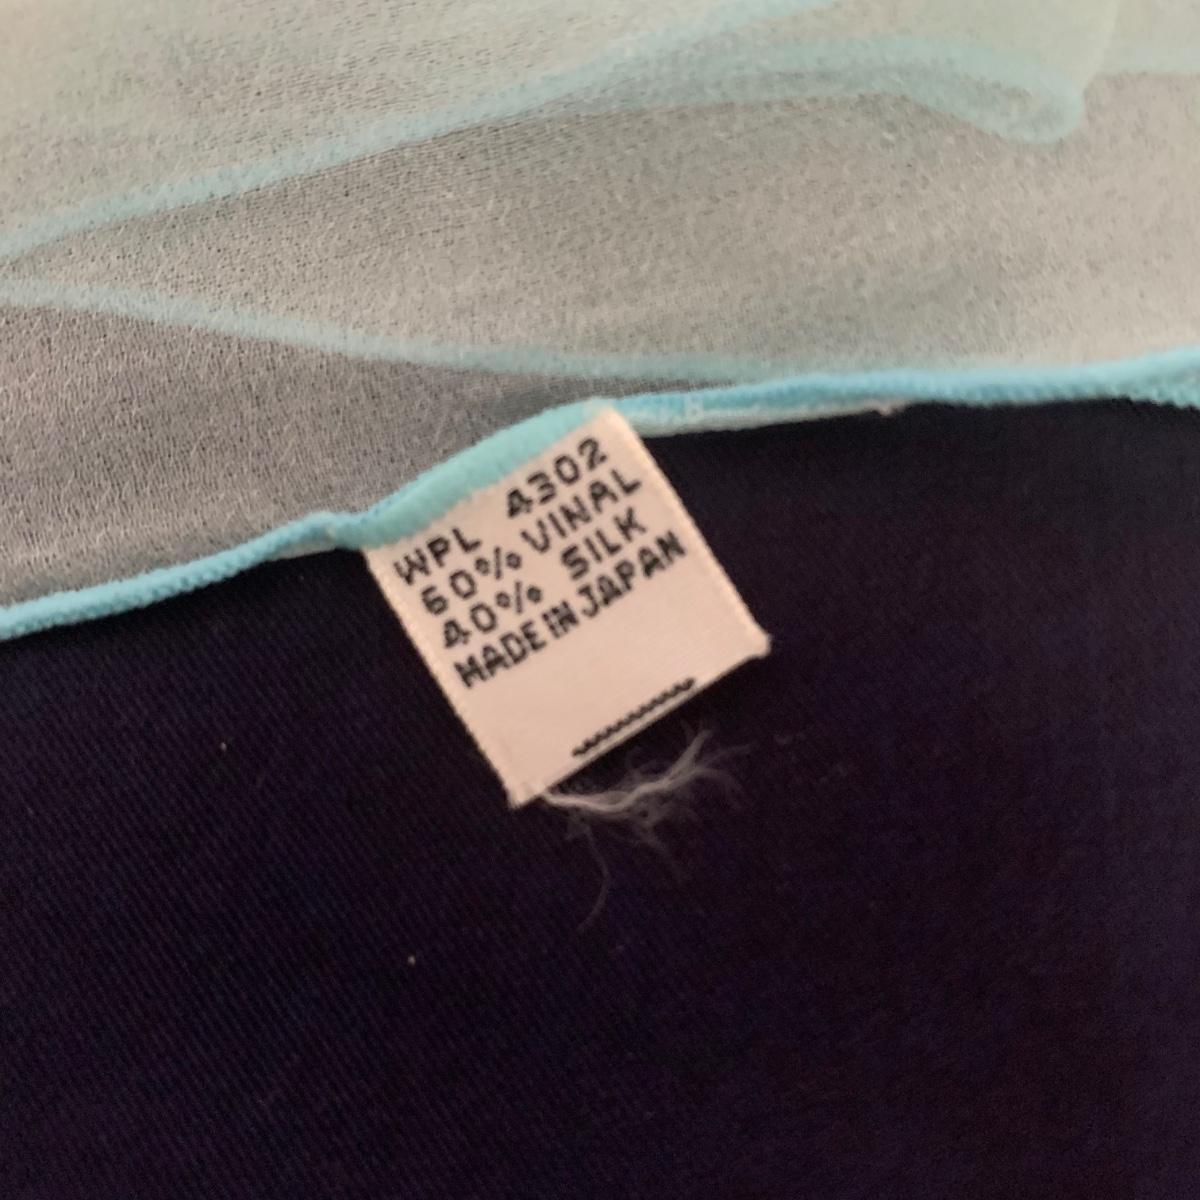 WPL 4302
60% VINAL
40% SILK
MADE IN JAPAN